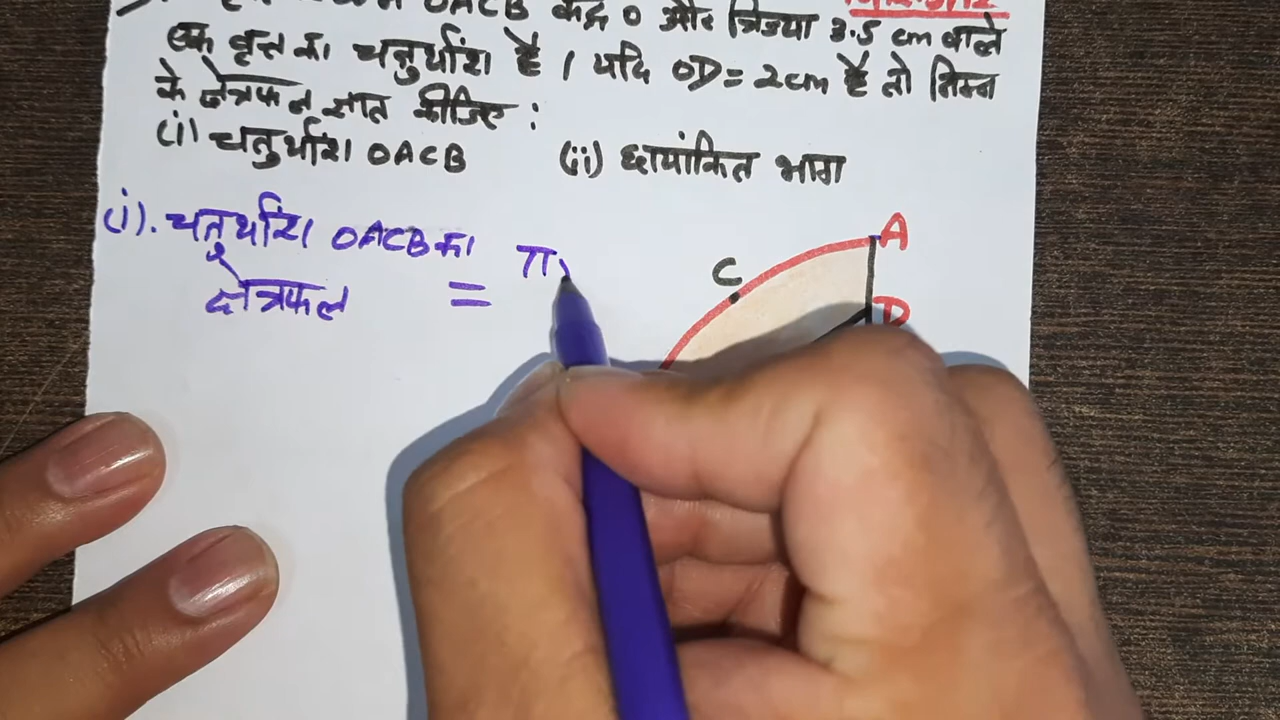 OACB केंद्र O और त्रिज्या 3.5 cm वाले
एक वृत्त का चतुर्थांश है । यदि OD = 2cm है तो निम्न
के क्षेत्रफल ज्ञात कीजिए :
(i) चतुर्थांश OACB (ii) छायांकित भाग
(i). चतुर्थांश OACB का
क्षेत्रफल = π
A
C
D